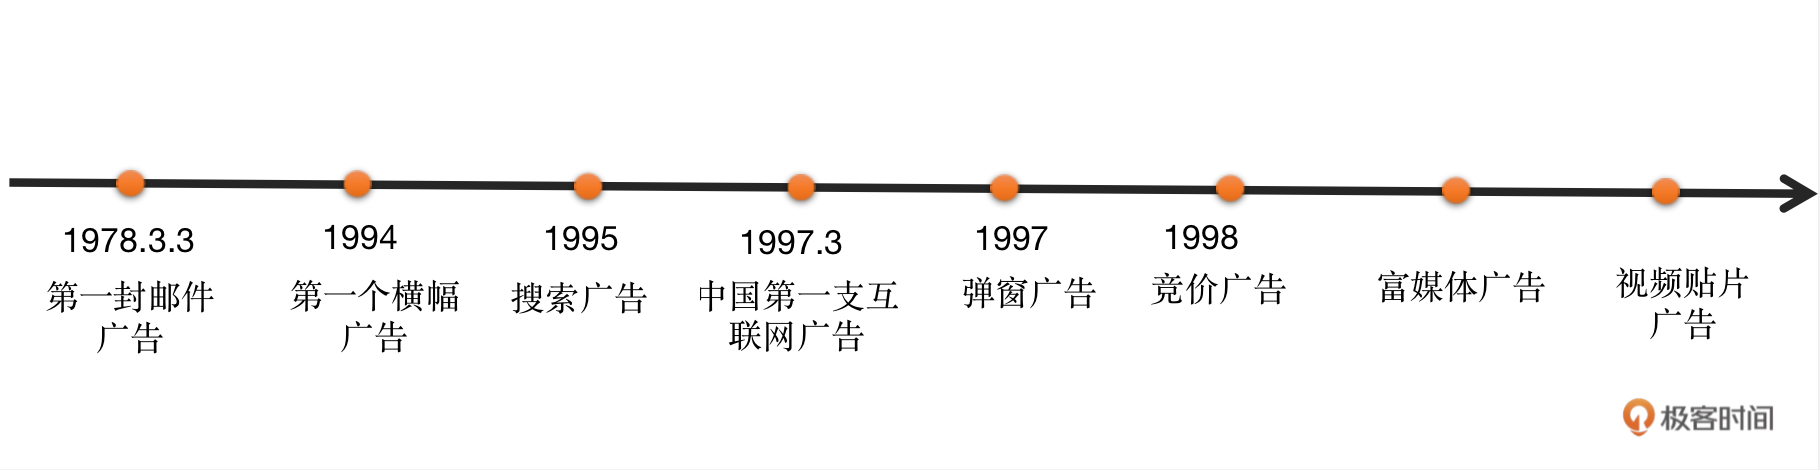 1978.3.3
第一封邮件
广告
1994
第一个横幅
广告
1995
搜索广告
1997.3
中国第一支互
联网广告
1997
弹窗广告
1998
竞价广告
富媒体广告
视频贴片
广告
极客时间